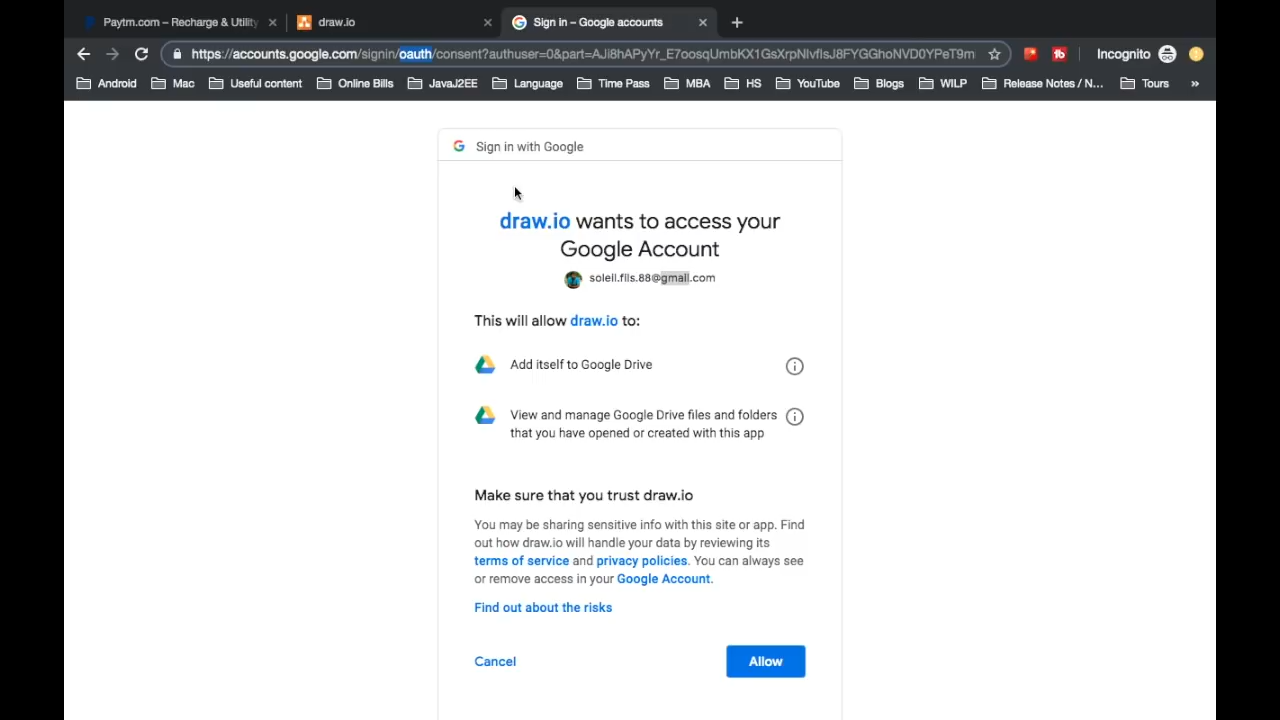 Paytm.com – Recharge & Utility
draw.io
Sign in – Google accounts
https://accounts.google.com/signin/oauth/consent?authuser=0&part=
Incognito
Android
Mac
Useful content
Online Bills
JavaJ2EE
Language
Time Pass
MBA
HS
YouTube
Blogs
WILP
Release Notes / N...
Tours
»
Sign in with Google
draw.io wants to access your
Google Account
soleil.fils.88@gmail.com
This will allow draw.io to:
Add itself to Google Drive
View and manage Google Drive files and folders
that you have opened or created with this app
Make sure that you trust draw.io
You may be sharing sensitive info with this site or app. Find
out how draw.io will handle your data by reviewing its
terms of service and privacy policies. You can always see
or remove access in your Google Account.
Find out about the risks
Cancel
Allow